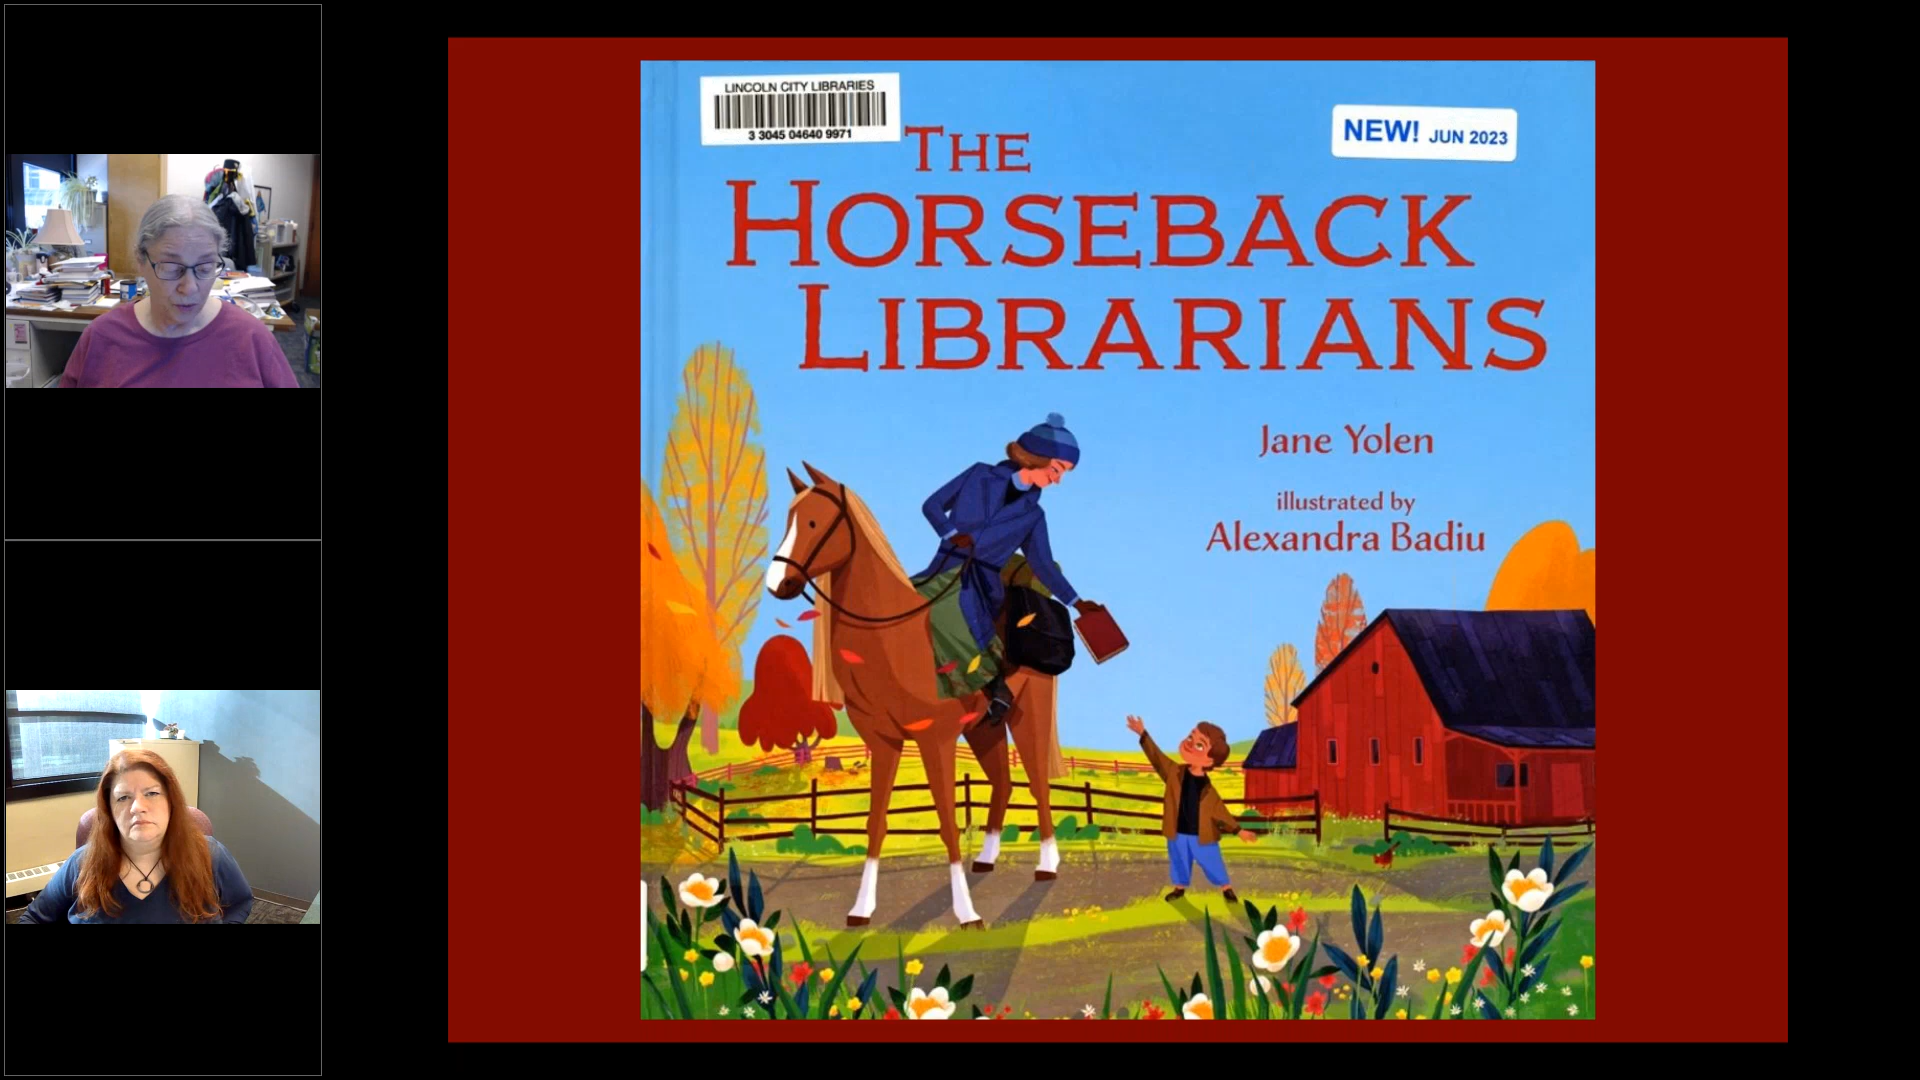 LINCOLN CITY LIBRARIES
3 3045 04640 9971
NEW! JUN 2023
THE
HORSEBACK
LIBRARIANS
Jane Yolen
illustrated by
Alexandra Badiu